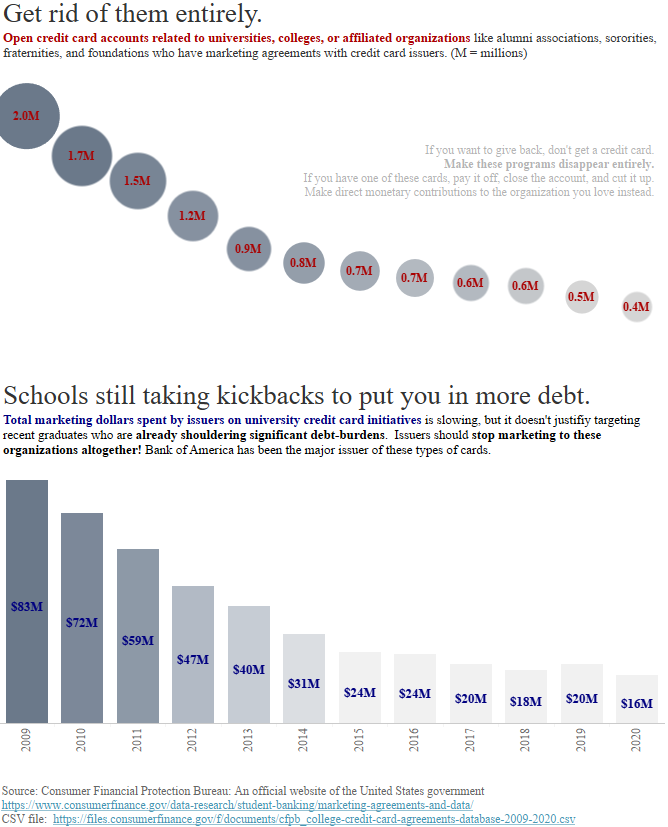 Get rid of them entirely.
Open credit card accounts related to universities, colleges, or affiliated organizations like alumni associations, sororities,
fraternities, and foundations who have marketing agreements with credit card issuers. (M = millions)
2.0M
1.7M
1.5M
1.2M
0.9M
0.8M
0.7M
0.7M
0.6M
0.6M
0.5M
0.4M
If you want to give back, don't get a credit card.
Make these programs disappear entirely.
If you have one of these cards, pay it off, close the account, and cut it up.
Make direct monetary contributions to the organization you love instead.
Schools still taking kickbacks to put you in more debt.
Total marketing dollars spent by issuers on university credit card initiatives is slowing, but it doesn't justifiy targeting
recent graduates who are already shouldering significant debt-burdens.  Issuers should stop marketing to these
organizations altogether! Bank of America has been the major issuer of these types of cards.
$83M
$72M
$59M
$47M
$40M
$31M
$24M
$24M
$20M
$18M
$20M
$16M
2009
2010
2011
2012
2013
2014
2015
2016
2017
2018
2019
2020
Source: Consumer Financial Protection Bureau: An official website of the United States government
https://www.consumerfinance.gov/data-research/student-banking/marketing-agreements-and-data/
CSV file:  https://files.consumerfinance.gov/f/documents/cfpb_college-credit-card-agreements-database-2009-2020.csv